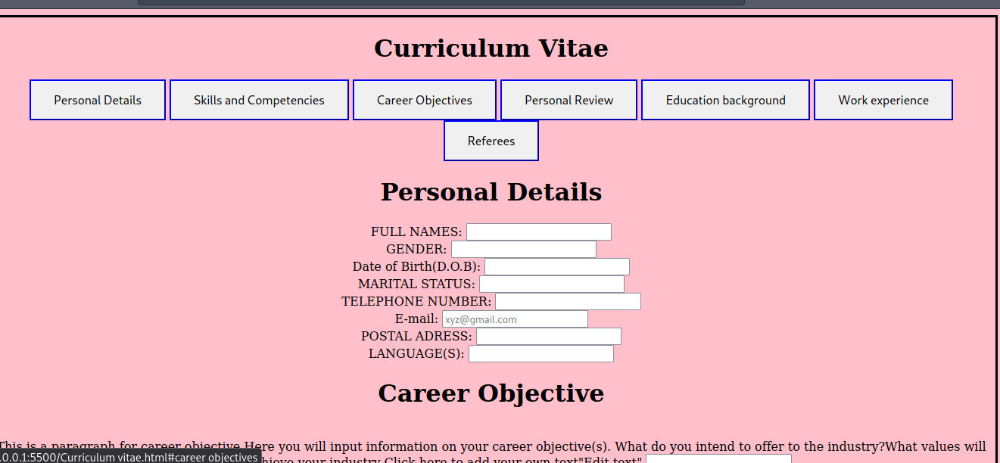 Curriculum Vitae
Personal Details Skills and Competencies Career Objectives Personal Review Education background Work experience
Referees
Personal Details
FULL NAMES:
GENDER:
Date of Birth(D.O.B):
MARITAL STATUS:
TELEPHONE NUMBER:
E-mail: xyz@gmail.com
POSTAL ADRESS:
LANGUAGE(S):
Career Objective
This is a paragraph for career objective.Here you will input information on your career objective(s). What do you intend to offer to the industry?What values will
.0.0.1:5500/Curriculum vitae.html#career objectives
your industry.Click here to add your own text"Edit text"